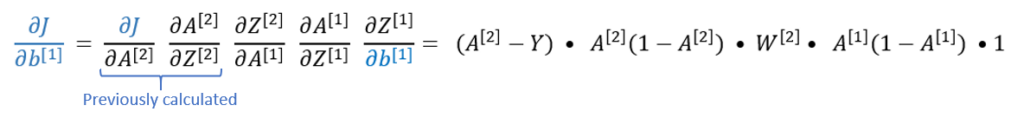 ∂J/∂b[1] = ∂J/∂A[2] ∂A[2]/∂Z[2] ∂Z[2]/∂A[1] ∂A[1]/∂Z[1] ∂Z[1]/∂b[1] = (A[2] − Y) • A[2](1 − A[2]) • W[2] • A[1](1 − A[1]) • 1
Previously calculated